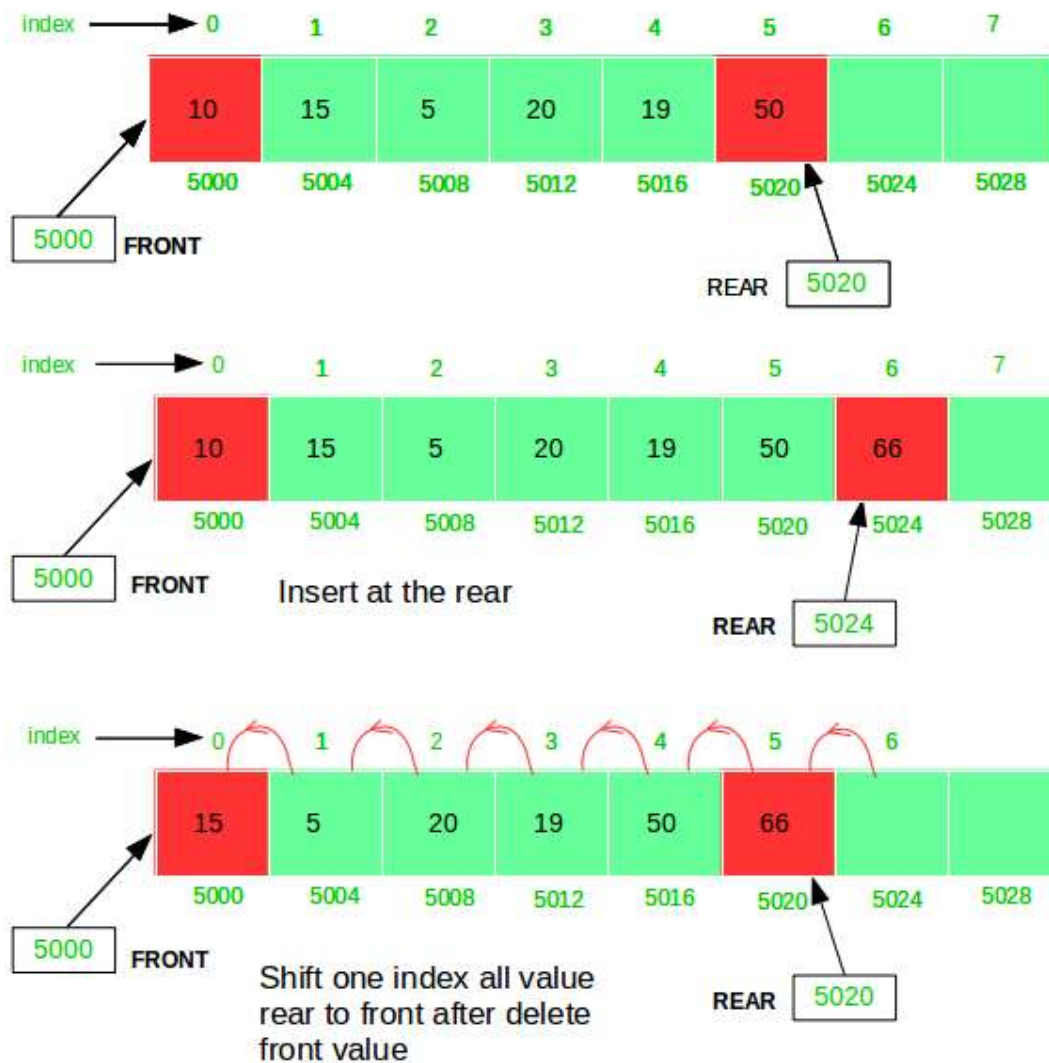 index 0 1 2 3 4 5 6 7
10 15 5 20 19 50
5000 5004 5008 5012 5016 5020 5024 5028
5000 FRONT
REAR 5020
index 0 1 2 3 4 5 6 7
10 15 5 20 19 50 66
5000 5004 5008 5012 5016 5020 5024 5028
5000 FRONT
Insert at the rear
REAR 5024
index 0 1 2 3 4 5 6
15 5 20 19 50 66
5000 5004 5008 5012 5016 5020 5024 5028
5000 FRONT
Shift one index all value
rear to front after delete
front value
REAR 5020